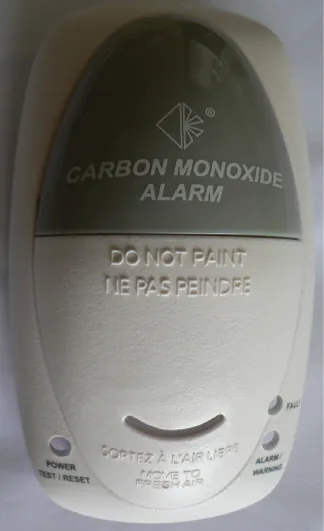 ®
CARBON MONOXIDE
ALARM
DO NOT PAINT
NE PAS PEINDRE
SORTEZ À L'AIR LIBRE
MOVE TO
FRESH AIR
POWER
TEST / RESET
FAULT
ALARM /
WARNING